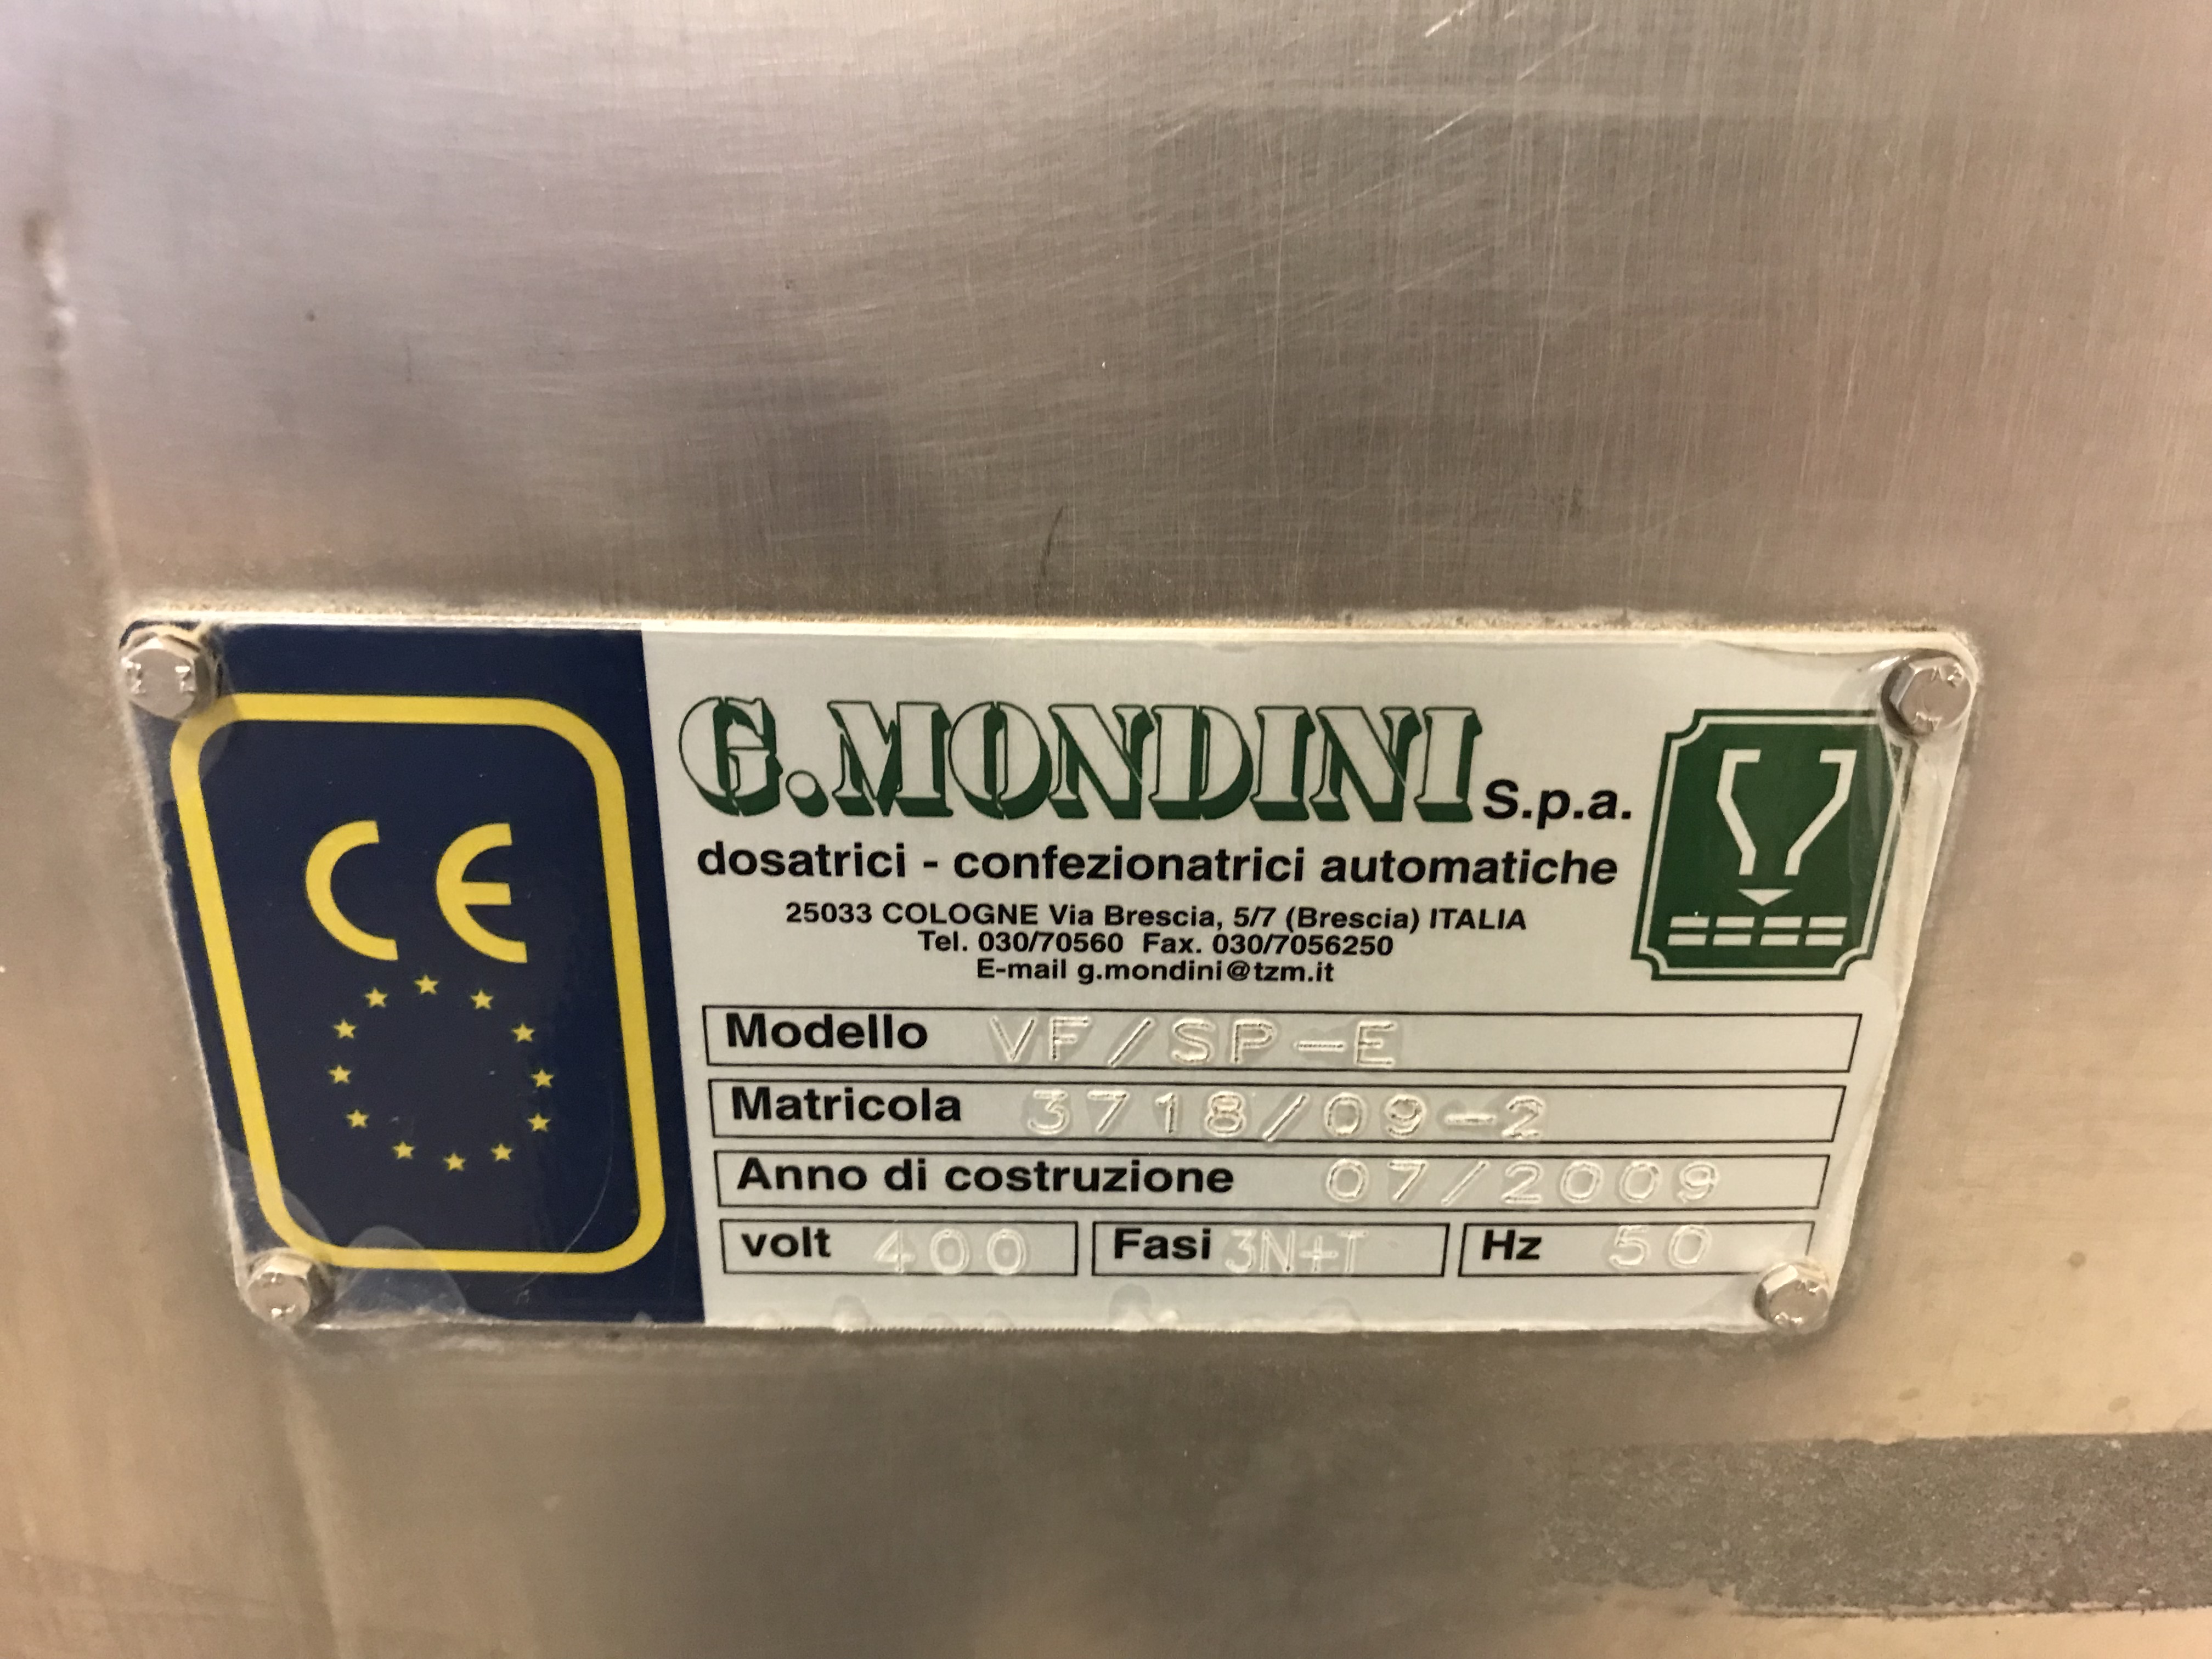 CE
G.MONDINI S.p.a.
dosatrici - confezionatrici automatiche
25033 COLOGNE Via Brescia, 5/7 (Brescia) ITALIA
Tel. 030/70560 Fax. 030/7056250
E-mail g.mondini@tzm.it
Modello VF/SP-E
Matricola 3718/09-2
Anno di costruzione 07/2009
volt 400 Fasi 3N+T Hz 50